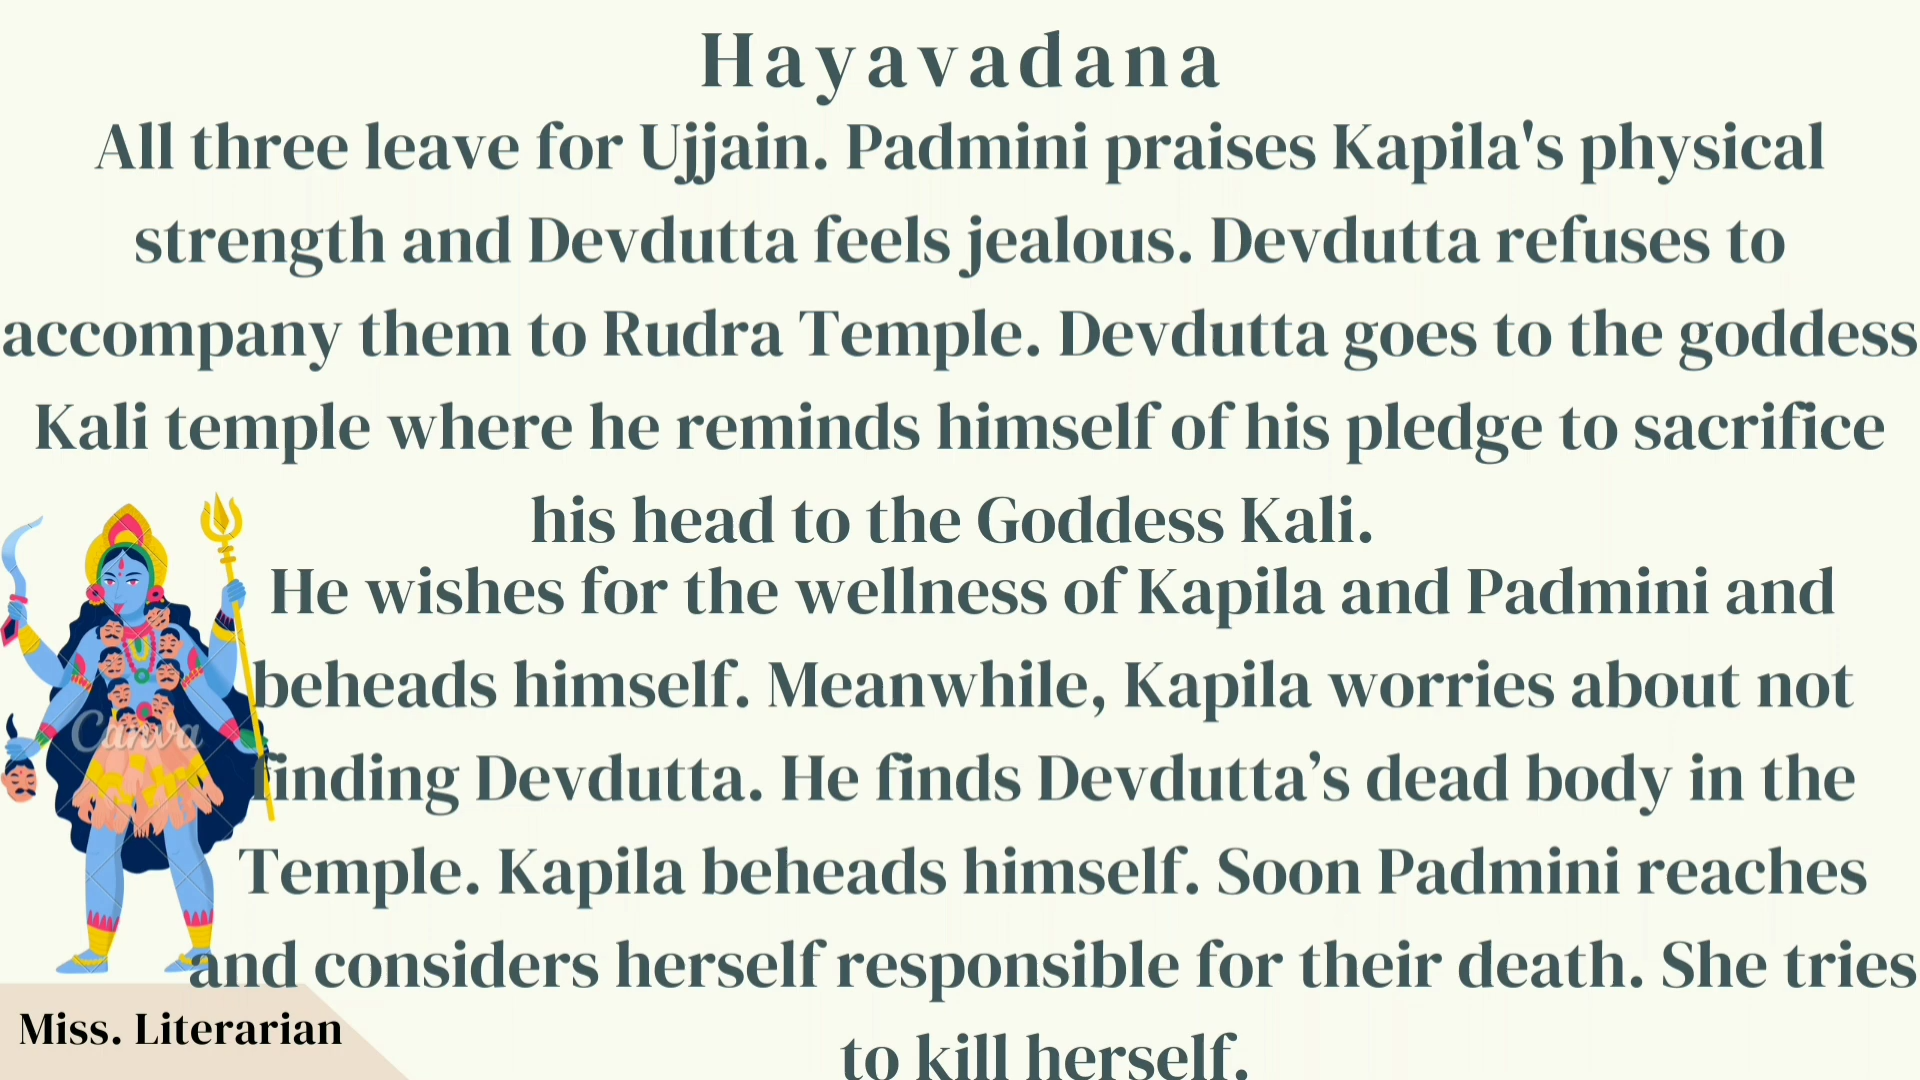 Hayavadana
All three leave for Ujjain. Padmini praises Kapila's physical
strength and Devdutta feels jealous. Devdutta refuses to
accompany them to Rudra Temple. Devdutta goes to the goddess
Kali temple where he reminds himself of his pledge to sacrifice
his head to the Goddess Kali.
He wishes for the wellness of Kapila and Padmini and
beheads himself. Meanwhile, Kapila worries about not
finding Devdutta. He finds Devdutta’s dead body in the
Temple. Kapila beheads himself. Soon Padmini reaches
and considers herself responsible for their death. She tries
to kill herself.
Canva
Miss. Literarian